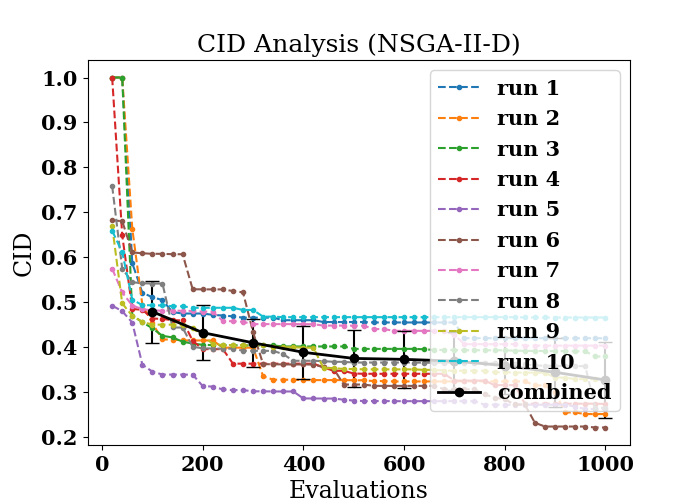 CID Analysis (NSGA-II-D)
CID
1.0
0.9
0.8
0.7
0.6
0.5
0.4
0.3
0.2
run 1
run 2
run 3
run 4
run 5
run 6
run 7
run 8
run 9
run 10
combined
0 200 400 600 800 1000
Evaluations